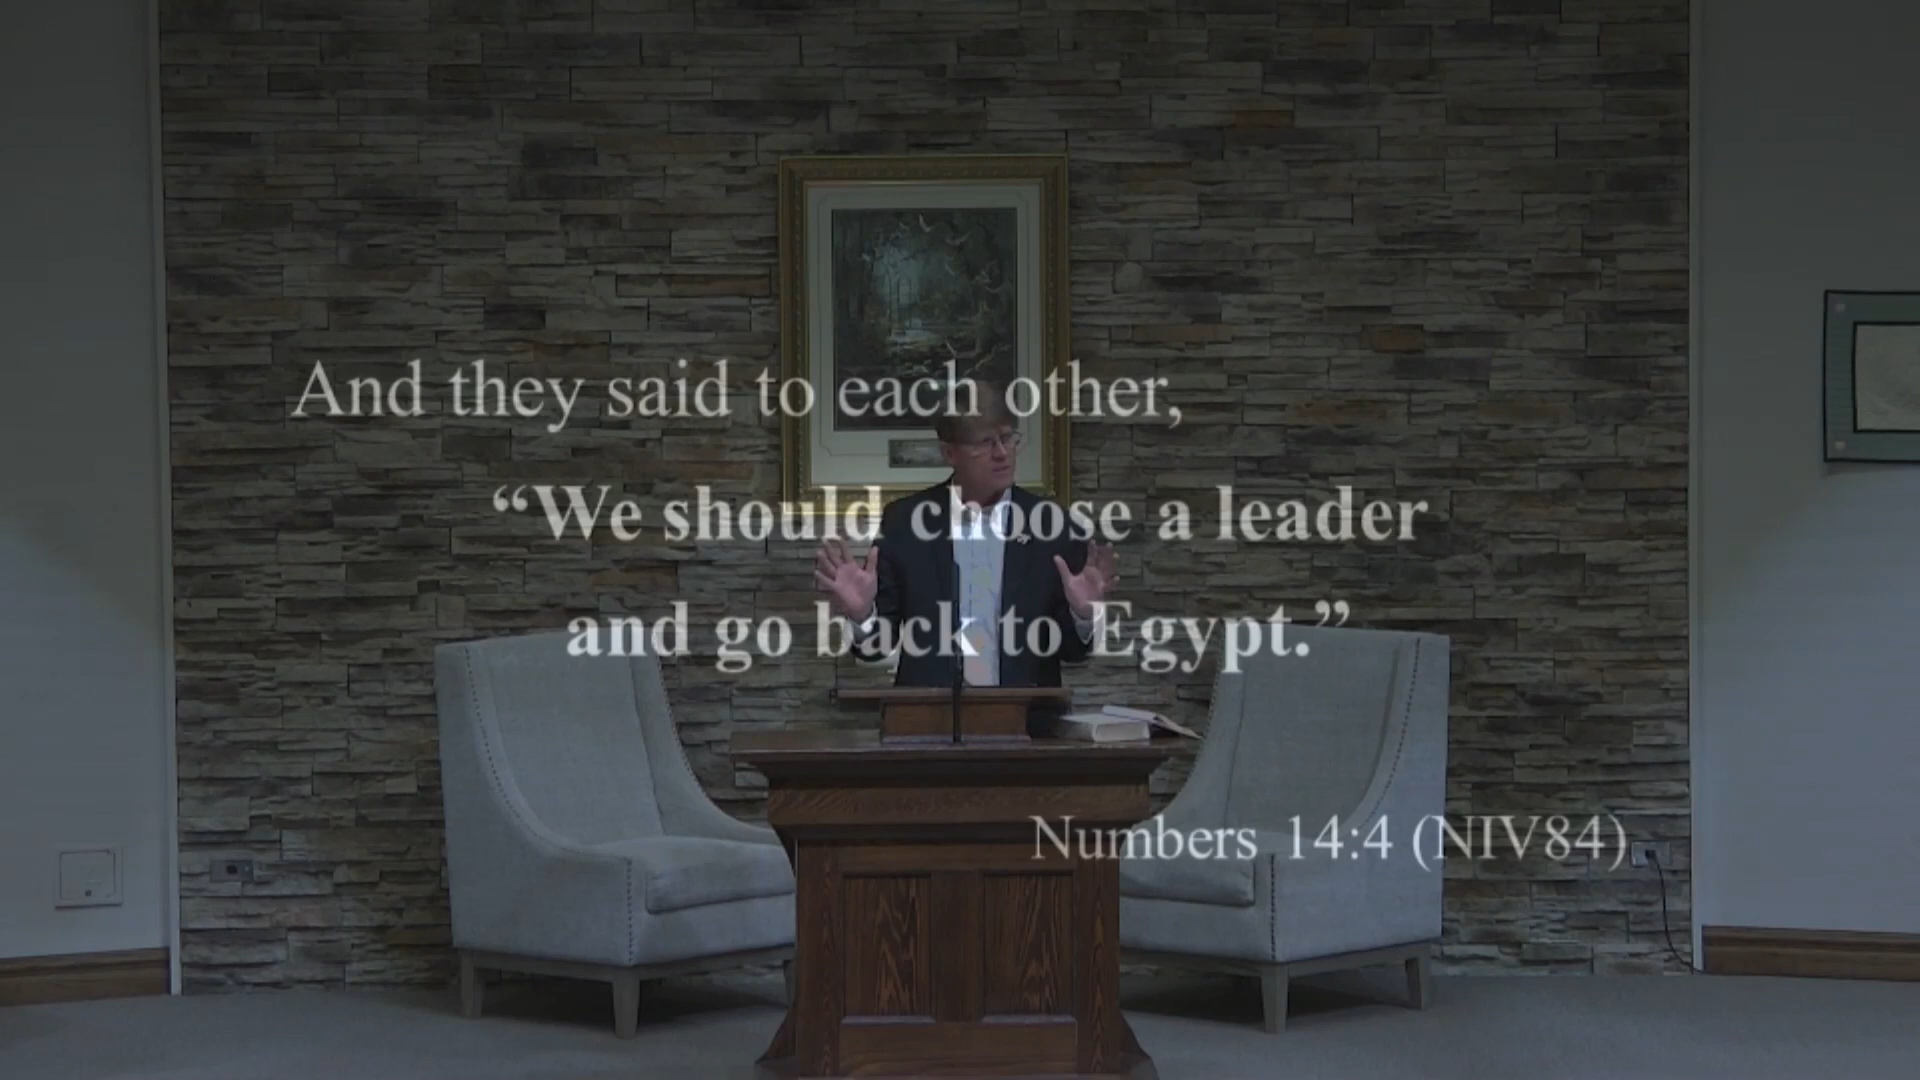 And they said to each other,
“We should choose a leader
and go back to Egypt.”
Numbers 14:4 (NIV84)